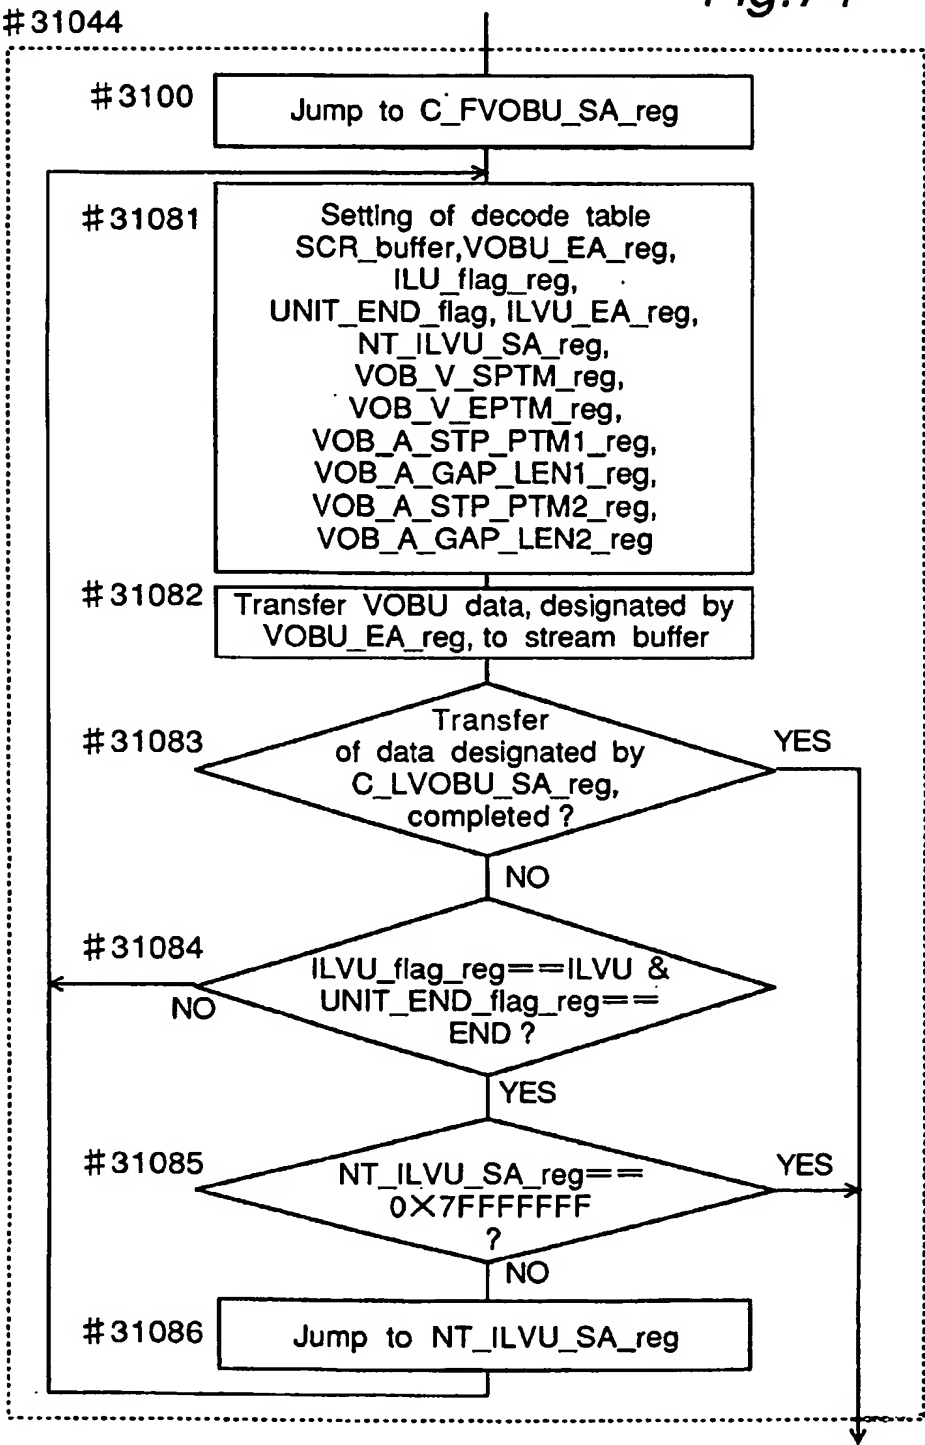 #31044
#3100
Jump to C_FVOBU_SA_reg
#31081
Setting of decode table
SCR_buffer,VOBU_EA_reg,
ILU_flag_reg,
UNIT_END_flag, ILVU_EA_reg,
NT_ILVU_SA_reg,
VOB_V_SPTM_reg,
VOB_V_EPTM_reg,
VOB_A_STP_PTM1_reg,
VOB_A_GAP_LEN1_reg,
VOB_A_STP_PTM2_reg,
VOB_A_GAP_LEN2_reg
#31082
Transfer VOBU data, designated by
VOBU_EA_reg, to stream buffer
#31083
Transfer
of data designated by
C_LVOBU_SA_reg,
completed ?
YES
NO
#31084
ILVU_flag_reg==ILVU &
UNIT_END_flag_reg==
END ?
NO
YES
#31085
NT_ILVU_SA_reg==
0X7FFFFFFF
?
YES
NO
#31086
Jump to NT_ILVU_SA_reg